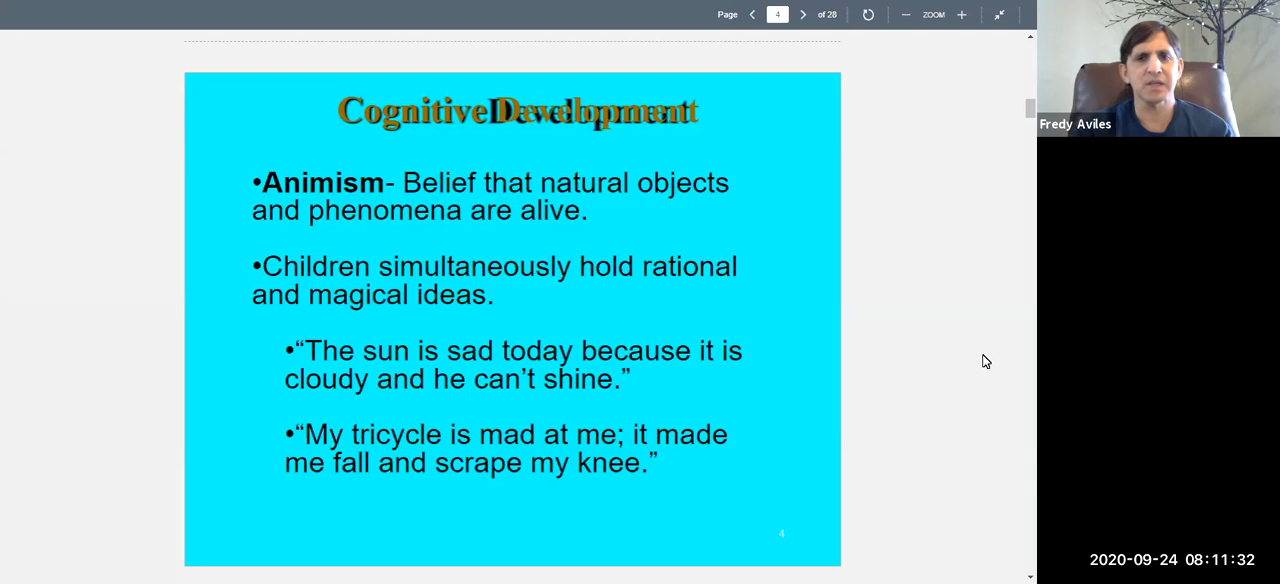 Page 4 of 28 ZOOM
Cognitive Development
•Animism- Belief that natural objects
and phenomena are alive.
•Children simultaneously hold rational
and magical ideas.
•“The sun is sad today because it is
cloudy and he can’t shine.”
•“My tricycle is mad at me; it made
me fall and scrape my knee.”
4
Fredy Aviles
2020-09-24 08:11:32